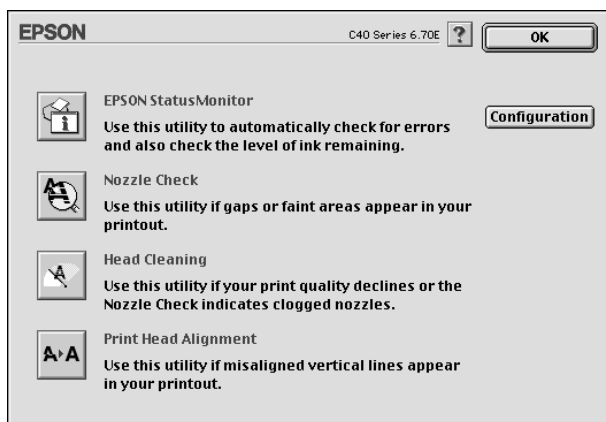 EPSON
C40 Series 6.70E
?
OK
EPSON StatusMonitor
Use this utility to automatically check for errors
and also check the level of ink remaining.
Configuration
Nozzle Check
Use this utility if gaps or faint areas appear in your
printout.
Head Cleaning
Use this utility if your print quality declines or the
Nozzle Check indicates clogged nozzles.
Print Head Alignment
Use this utility if misaligned vertical lines appear
in your printout.